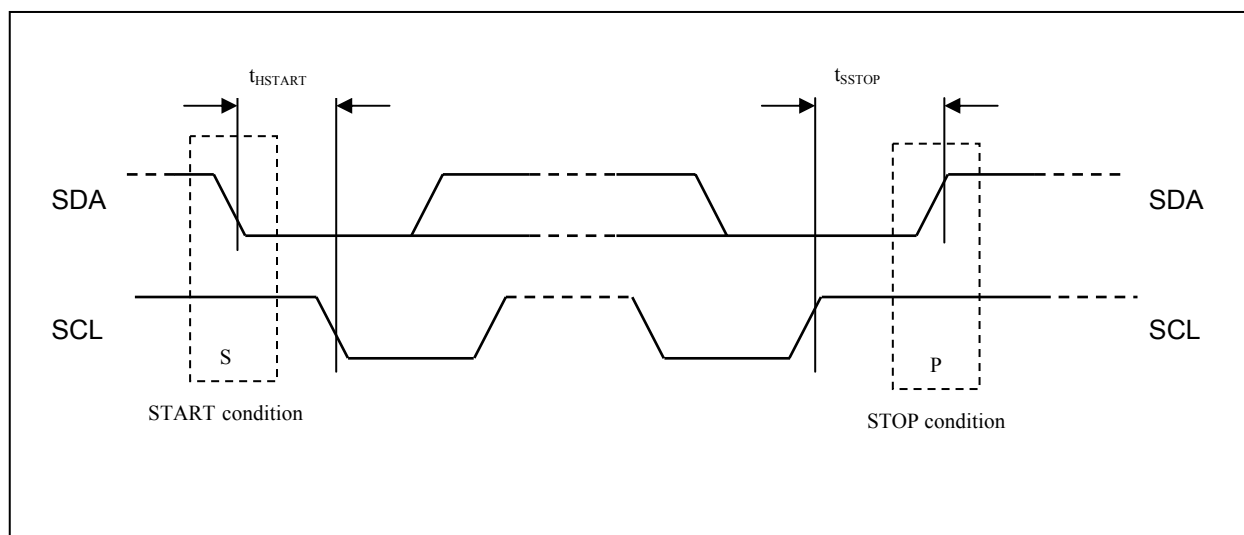 tHSTART
tSSTOP
SDA
SDA
SCL
SCL
S
P
START condition
STOP condition